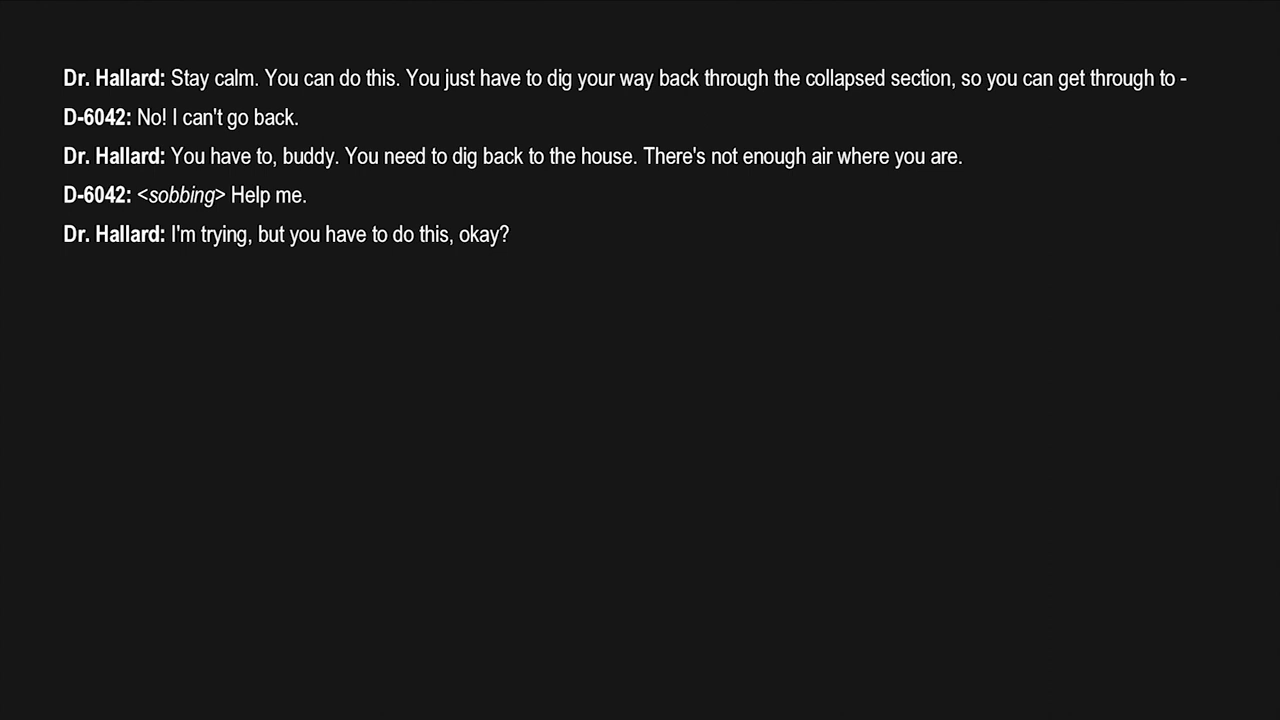 Dr. Hallard: Stay calm. You can do this. You just have to dig your way back through the collapsed section, so you can get through to -
D-6042: No! I can't go back.
Dr. Hallard: You have to, buddy. You need to dig back to the house. There's not enough air where you are.
D-6042: <sobbing> Help me.
Dr. Hallard: I'm trying, but you have to do this, okay?